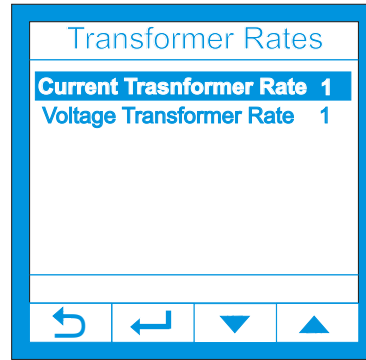 Transformer Rates
Current Trasnformer Rate 1
Voltage Transformer Rate 1